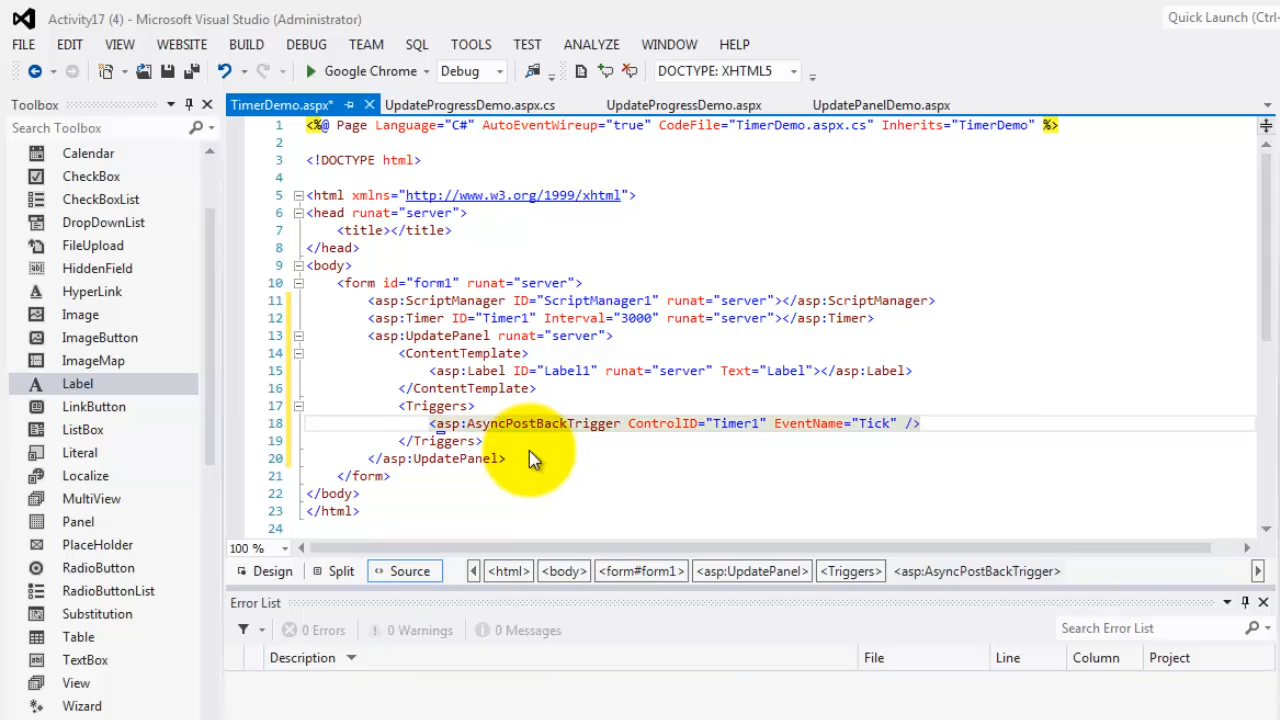 Activity17 (4) - Microsoft Visual Studio (Administrator)
Quick Launch (Ctrl+
FILE EDIT VIEW WEBSITE BUILD DEBUG TEAM SQL TOOLS TEST ANALYZE WINDOW HELP
Google Chrome Debug DOCTYPE: XHTML5
Toolbox
TimerDemo.aspx* UpdateProgressDemo.aspx.cs UpdateProgressDemo.aspx UpdatePanelDemo.aspx
Search Toolbox
Calendar
CheckBox
CheckBoxList
DropDownList
FileUpload
HiddenField
HyperLink
Image
ImageButton
ImageMap
Label
LinkButton
ListBox
Literal
Localize
MultiView
Panel
PlaceHolder
RadioButton
RadioButtonList
Substitution
Table
TextBox
View
Wizard
1 <%@ Page Language="C#" AutoEventWireup="true" CodeFile="TimerDemo.aspx.cs" Inherits="TimerDemo" %>
2
3 <!DOCTYPE html>
4
5 <html xmlns="http://www.w3.org/1999/xhtml">
6 <head runat="server">
7 <title></title>
8 </head>
9 <body>
10 <form id="form1" runat="server">
11 <asp:ScriptManager ID="ScriptManager1" runat="server"></asp:ScriptManager>
12 <asp:Timer ID="Timer1" Interval="3000" runat="server"></asp:Timer>
13 <asp:UpdatePanel runat="server">
14 <ContentTemplate>
15 <asp:Label ID="Label1" runat="server" Text="Label"></asp:Label>
16 </ContentTemplate>
17 <Triggers>
18 <asp:AsyncPostBackTrigger ControlID="Timer1" EventName="Tick" />
19 </Triggers>
20 </asp:UpdatePanel>
21 </form>
22 </body>
23 </html>
24
100 %
Design Split Source <html> <body> <form#form1> <asp:UpdatePanel> <Triggers> <asp:AsyncPostBackTrigger>
Error List
0 Errors 0 Warnings 0 Messages Search Error List
Description File Line Column Project